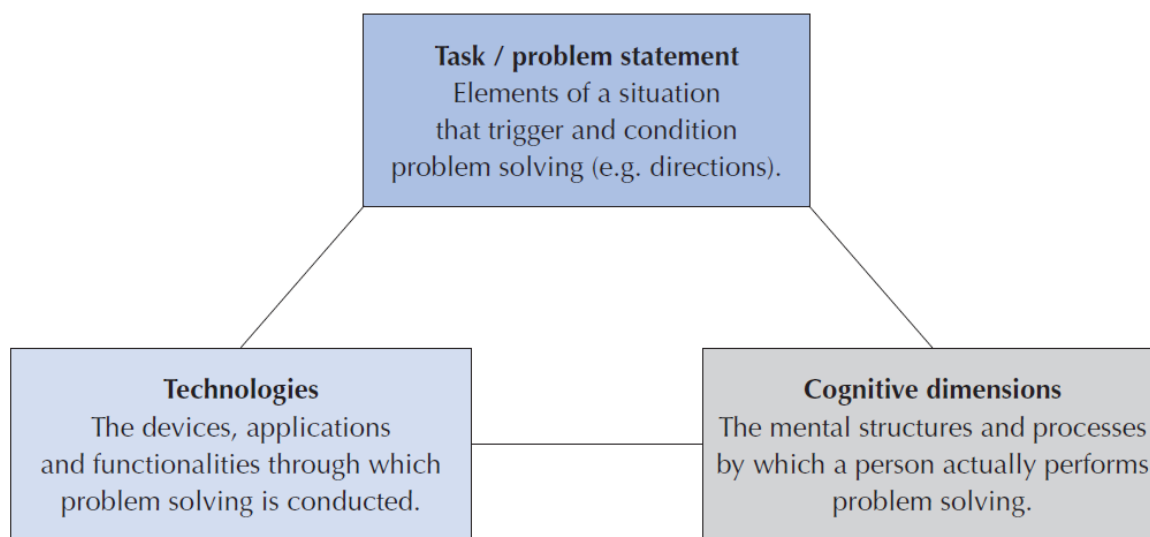 Task / problem statement
Elements of a situation
that trigger and condition
problem solving (e.g. directions).
Technologies
The devices, applications
and functionalities through which
problem solving is conducted.
Cognitive dimensions
The mental structures and processes
by which a person actually performs
problem solving.